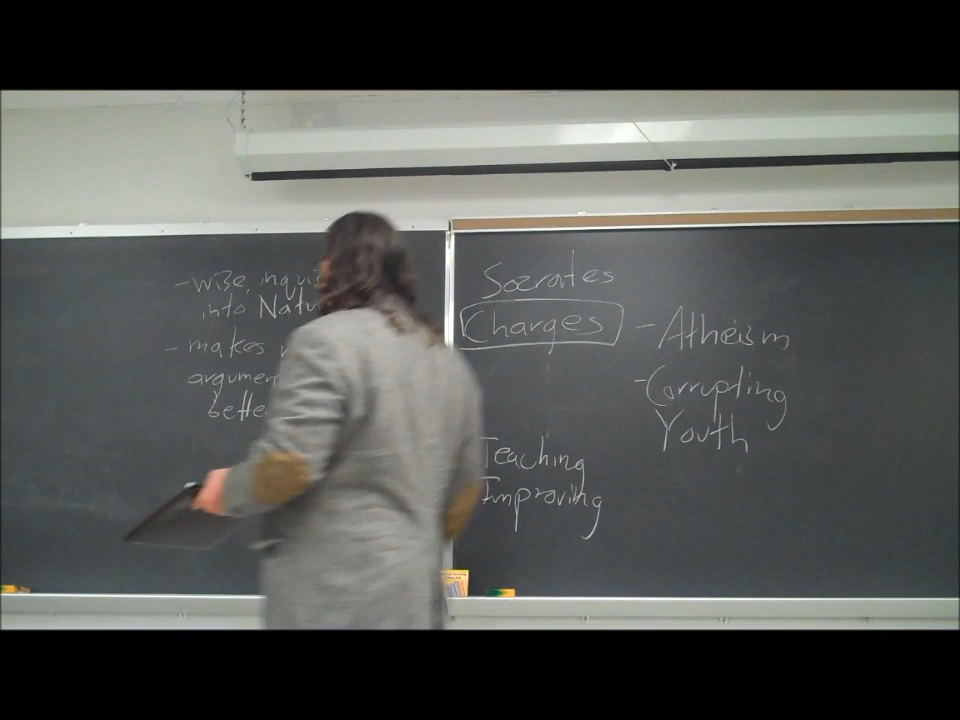 - wise, inqui
into Natu
- makes
argumen
bette
Socrates
Charges
- Atheism
- Corrupting
Youth
Teaching
Improving